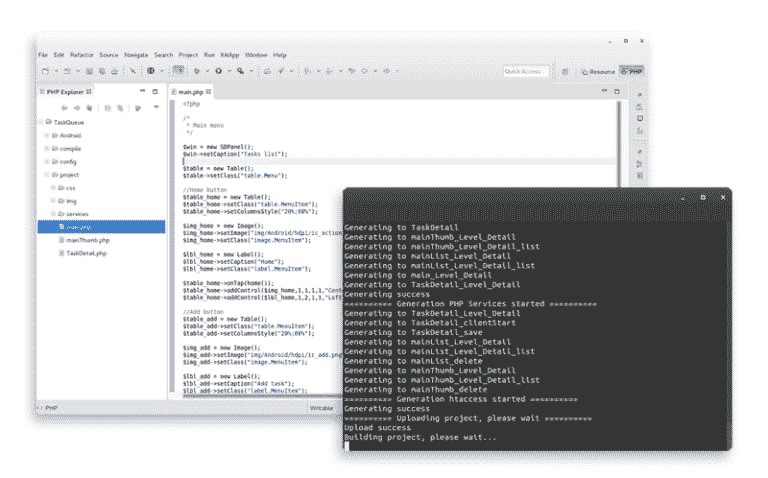 File Edit Refactor Source Navigate Search Project Run KikApp Window Help
Quick Access
Resource
PHP
PHP Explorer
main.php
TaskQueue
Android
compile
config
project
css
img
services
main.php
mainThumb.php
TaskDetail.php
<?php
/*
* Main menu
*/
$win = new SDPanel();
$win->setCaption("Tasks list");
$table = new Table();
$table->setClass("table.Menu");
//Home button
$table_home = new Table();
$table_home->setClass("table.MenuItem");
$table_home->setColumnsStyle("20%;80%");
$img_home = new Image();
$img_home->setImage("img/Android/hdpi/ic_action_
$img_home->setClass("image.MenuItem");
$lbl_home = new Label();
$lbl_home->setCaption("Home");
$lbl_home->setClass("label.MenuItem");
$table_home->onTap(home());
$table_home->addControl($img_home,1,1,1,1,"Cent
$table_home->addControl($lbl_home,1,2,1,1,"Left
//Add button
$table_add = new Table();
$table_add->setClass("table.MenuItem");
$table_add->setColumnsStyle("20%;80%");
$img_add = new Image();
$img_add->setImage("img/Android/hdpi/ic_add.png
$img_add->setClass("image.MenuItem");
$lbl_add = new Label();
$lbl_add->setCaption("Add task");
$lbl_add->setClass("label.MenuItem");
PHP
Writable
Generating to TaskDetail
Generating to mainThumb_Level_Detail
Generating to mainThumb_Level_Detail_list
Generating to mainList_Level_Detail
Generating to mainList_Level_Detail_list
Generating to main_Level_Detail
Generating to TaskDetail_Level_Detail
Generating success
********** Generation PHP Services started **********
Generating to TaskDetail_Level_Detail
Generating to TaskDetail_clientStart
Generating to TaskDetail_save
Generating to mainList_Level_Detail
Generating to mainList_Level_Detail_list
Generating to mainList_delete
Generating to mainThumb_Level_Detail
Generating to mainThumb_Level_Detail_list
Generating to mainThumb_delete
********** Generation htaccess started **********
Generating success
********** Uploading project, please wait **********
Upload success
Building project, please wait...